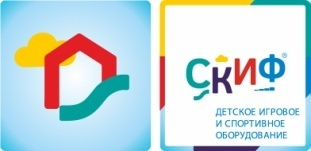 СКИФ®
ДЕТСКОЕ ИГРОВОЕ
И СПОРТИВНОЕ
ОБОРУДОВАНИЕ